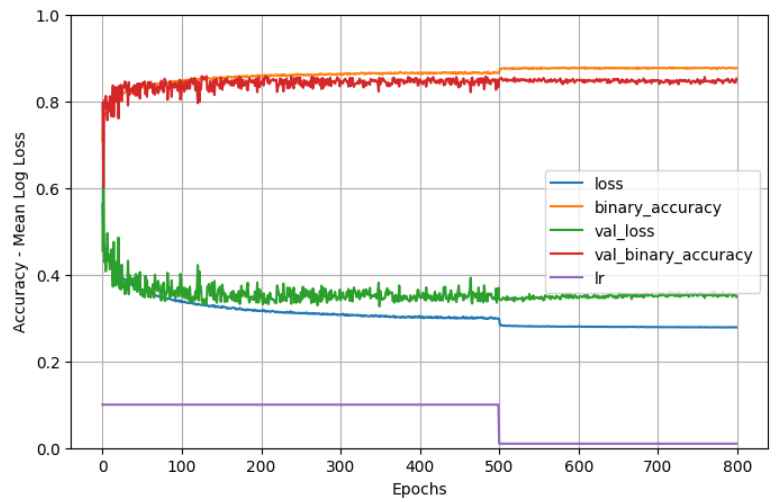 1.0
0.8
0.6
0.4
0.2
0.0
Accuracy - Mean Log Loss
loss
binary_accuracy
val_loss
val_binary_accuracy
lr
0 100 200 300 400 500 600 700 800
Epochs